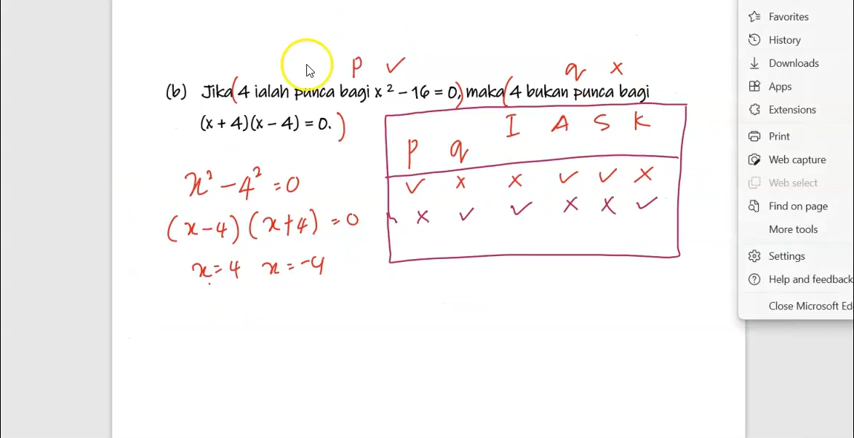 p ✓
q x
(b) Jika (4 ialah punca bagi x² – 16 = 0,) maka (4 bukan punca bagi
(x + 4)(x – 4) = 0. )
p q I A S K
✓ x x ✓ ✓ x
x ✓ ✓ x x ✓
x² – 4² = 0
(x – 4) (x + 4) = 0
x = 4 x = –4
Favorites
History
Downloads
Apps
Extensions
Print
Web capture
Web select
Find on page
More tools
Settings
Help and feedback
Close Microsoft Ed